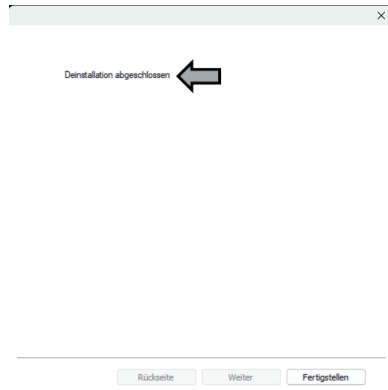 Deinstallation abgeschlossen
Rückseite
Weiter
Fertigstellen